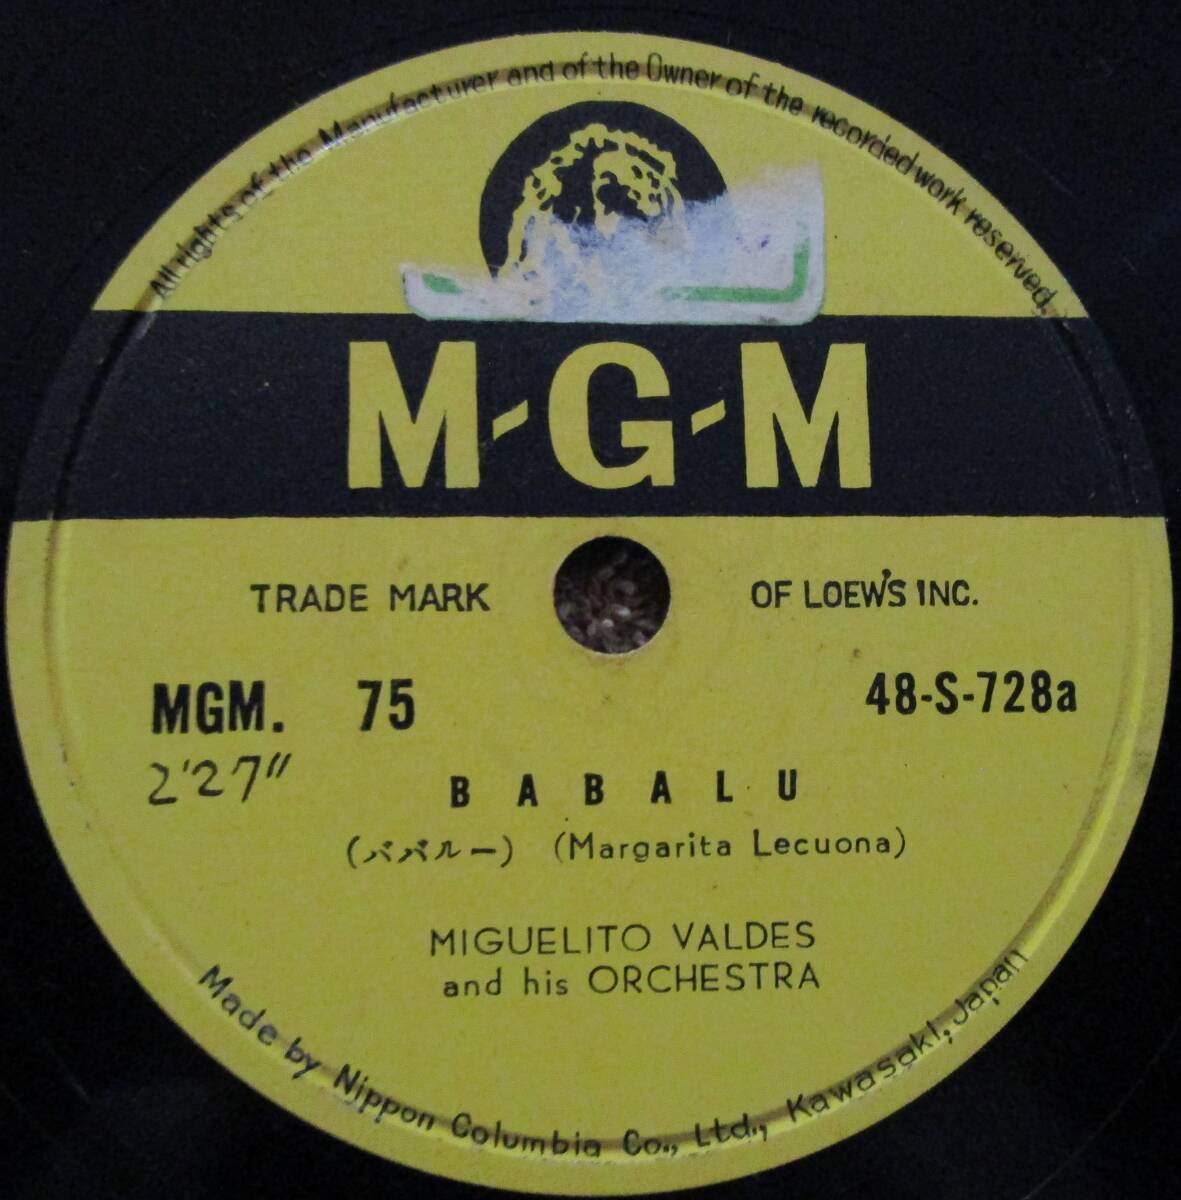 All rights of the Manufacturer and of the Owner of the recorded work reserved.
M-G-M
TRADE MARK OF LOEW'S INC.
MGM. 75 48-S-728a
2'27"
BABALU
(ババルー) (Margarita Lecuona)
MIGUELITO VALDES
and his ORCHESTRA
Made by Nippon Columbia Co., Ltd., Kawasaki, Japan